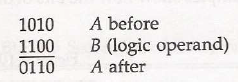 1010 A before
1100 B (logic operand)
0110 A after